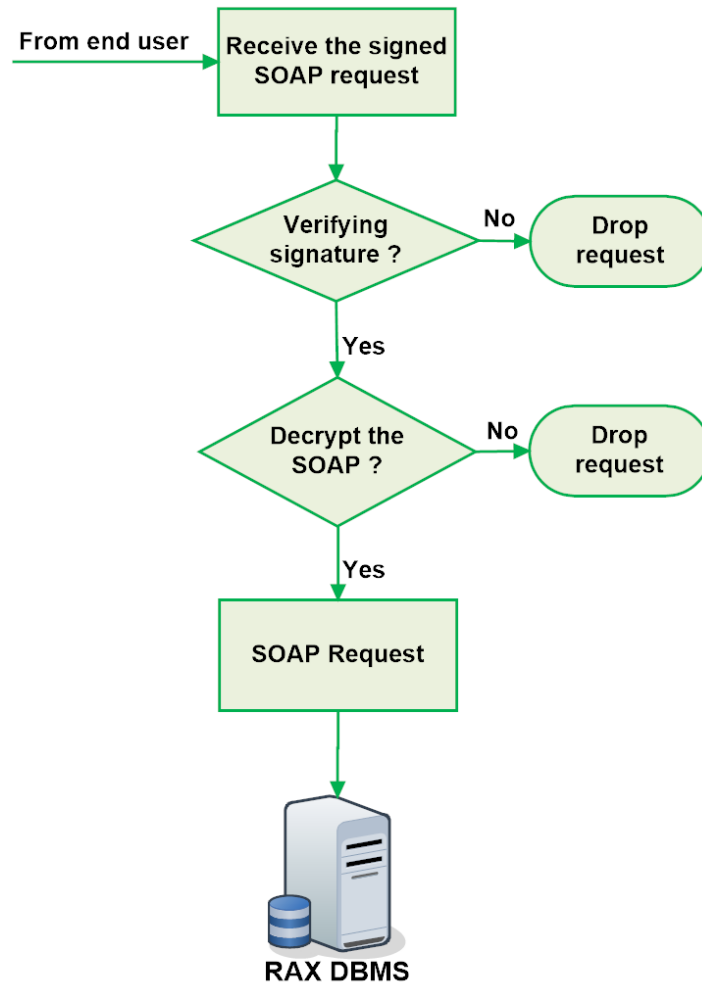 From end user
Receive the signed
SOAP request
Verifying
signature ?
No
Drop
request
Yes
Decrypt the
SOAP ?
No
Drop
request
Yes
SOAP Request
RAX DBMS